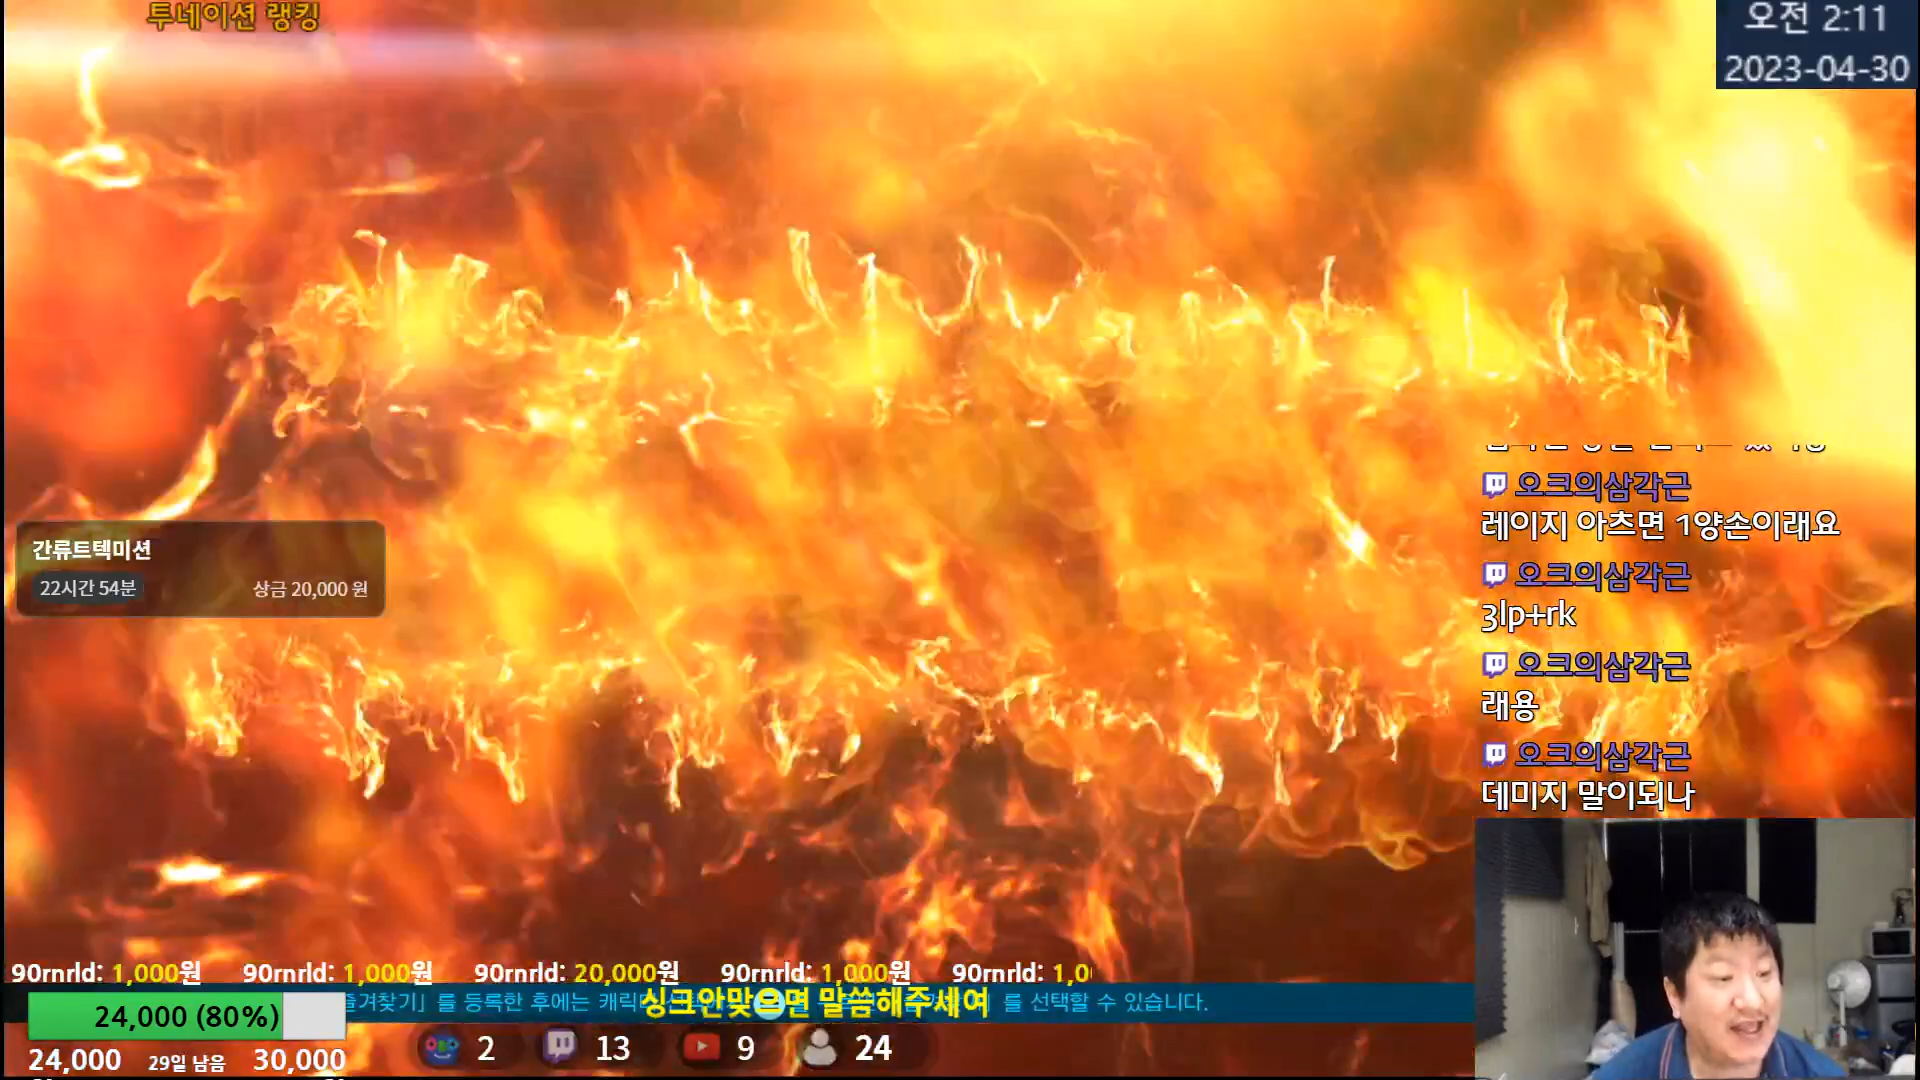 투네이션 랭킹
오전 2:11
2023-04-30
오크의삼각근
레이지 아츠면 1양손이래요
오크의삼각근
3lp+rk
오크의삼각근
래용
오크의삼각근
데미지 말이되나
간류트텍미션
22시간 54분
상금 20,000 원
90rnrld: 1,000원 90rnrld: 1,000원 90rnrld: 20,000원 90rnrld: 1,000원 90rnrld: 1,0
즐겨찾기」를 등록한 후에는 캐릭 를 선택할 수 있습니다.
싱크안맞으면 말씀해주세여
24,000 (80%)
24,000 29일 남음 30,000
2 13 9 24